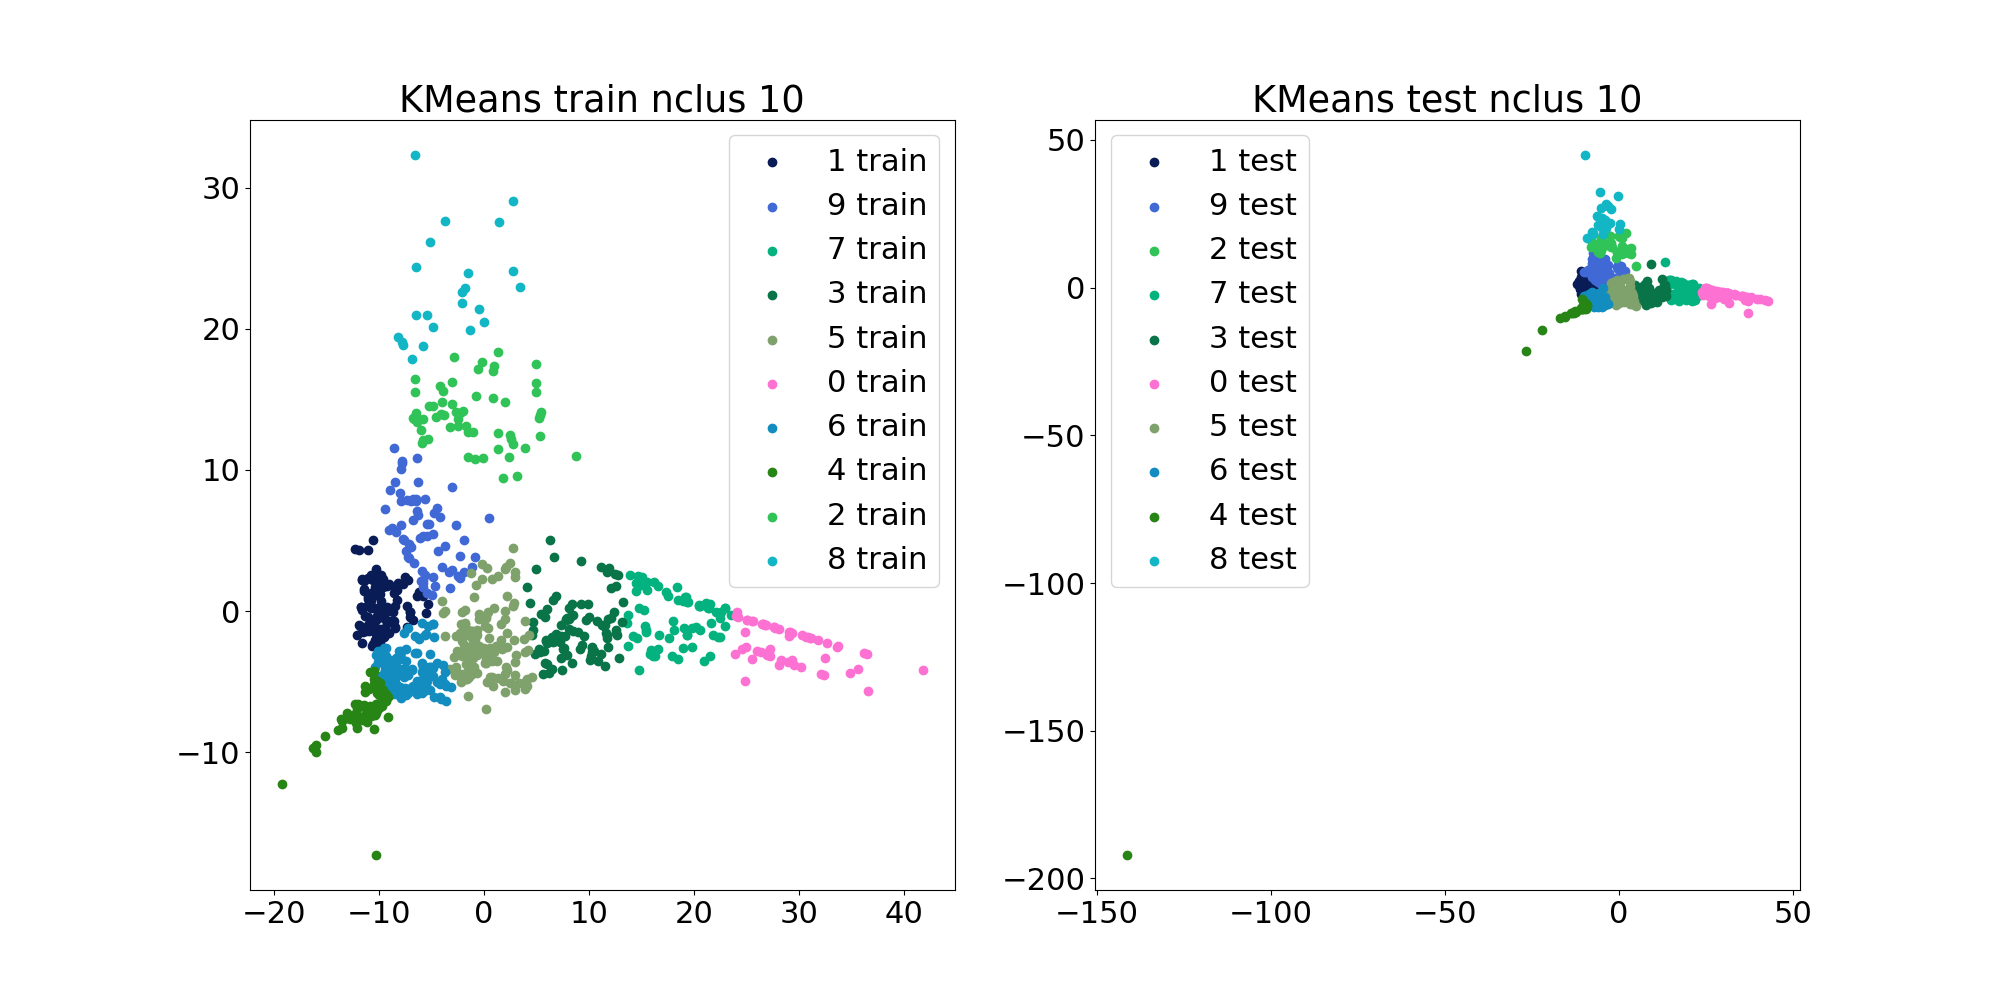 KMeans train nclus 10
30
20
10
0
−10
−20
−10
0
10
20
30
40
1 train
9 train
7 train
3 train
5 train
0 train
6 train
4 train
2 train
8 train
KMeans test nclus 10
50
0
−50
−100
−150
−200
−150
−100
−50
0
50
1 test
9 test
2 test
7 test
3 test
0 test
5 test
6 test
4 test
8 test